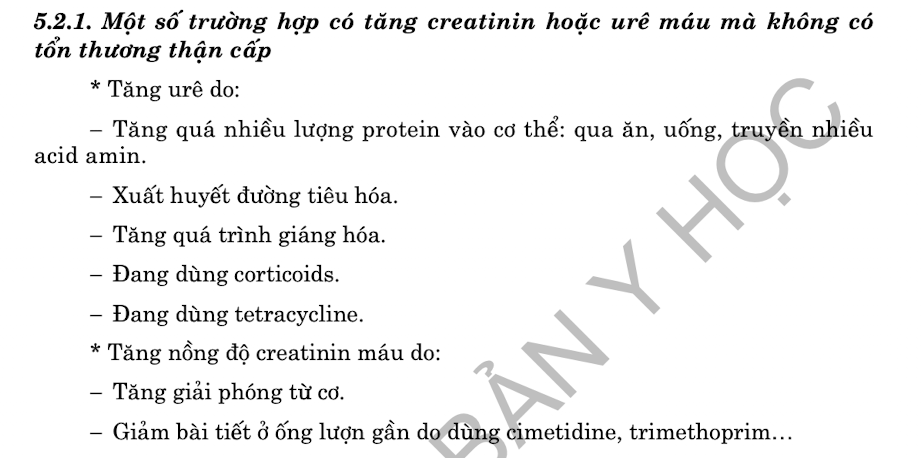 5.2.1. Một số trường hợp có tăng creatinin hoặc urê máu mà không có
tổn thương thận cấp
* Tăng urê do:
– Tăng quá nhiều lượng protein vào cơ thể: qua ăn, uống, truyền nhiều
acid amin.
– Xuất huyết đường tiêu hóa.
– Tăng quá trình giáng hóa.
– Đang dùng corticoids.
– Đang dùng tetracycline.
* Tăng nồng độ creatinin máu do:
– Tăng giải phóng từ cơ.
– Giảm bài tiết ở ống lượn gần do dùng cimetidine, trimethoprim…
BẢN Y HỌC